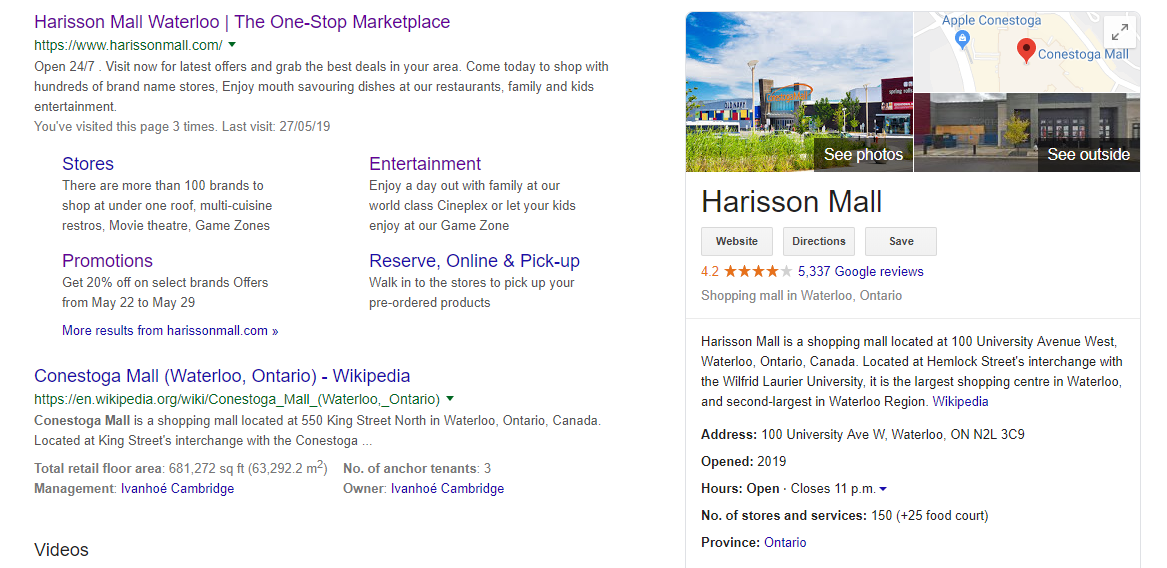 Harisson Mall Waterloo | The One-Stop Marketplace
https://www.harissonmall.com/
Open 24/7 . Visit now for latest offers and grab the best deals in your area. Come today to shop with
hundreds of brand name stores, Enjoy mouth savouring dishes at our restaurants, family and kids
entertainment.
You've visited this page 3 times. Last visit: 27/05/19
Stores
There are more than 100 brands to
shop at under one roof, multi-cuisine
restros, Movie theatre, Game Zones
Entertainment
Enjoy a day out with family at our
world class Cineplex or let your kids
enjoy at our Game Zone
Promotions
Get 20% off on select brands Offers
from May 22 to May 29
Reserve, Online & Pick-up
Walk in to the stores to pick up your
pre-ordered products
More results from harissonmall.com »
Conestoga Mall (Waterloo, Ontario) - Wikipedia
https://en.wikipedia.org/wiki/Conestoga_Mall_(Waterloo,_Ontario)
Conestoga Mall is a shopping mall located at 550 King Street North in Waterloo, Ontario, Canada.
Located at King Street's interchange with the Conestoga ...
Total retail floor area: 681,272 sq ft (63,292.2 m2) No. of anchor tenants: 3
Management: Ivanhoé Cambridge Owner: Ivanhoé Cambridge
Videos
OLD NAVY
spring rolls
See photos
Apple Conestoga
Conestoga Mall
See outside
Harisson Mall
Website Directions Save
4.2 5,337 Google reviews
Shopping mall in Waterloo, Ontario
Harisson Mall is a shopping mall located at 100 University Avenue West,
Waterloo, Ontario, Canada. Located at Hemlock Street's interchange with
the Wilfrid Laurier University, it is the largest shopping centre in Waterloo,
and second-largest in Waterloo Region. Wikipedia
Address: 100 University Ave W, Waterloo, ON N2L 3C9
Opened: 2019
Hours: Open · Closes 11 p.m.
No. of stores and services: 150 (+25 food court)
Province: Ontario